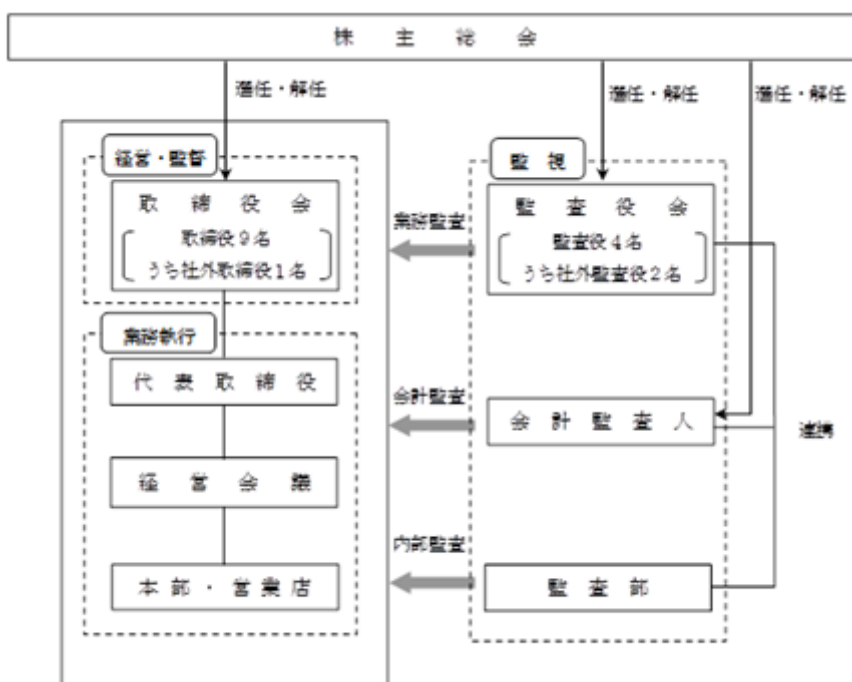 株主総会
選任・解任
選任・解任
選任・解任
経営・監督
監視
取締役会
取締役9名
うち社外取締役1名
業務監査
監査役会
監査役4名
うち社外監査役2名
業務執行
代表取締役
会計監査
会計監査人
連携
経営会議
内部監査
本部・営業店
監査部